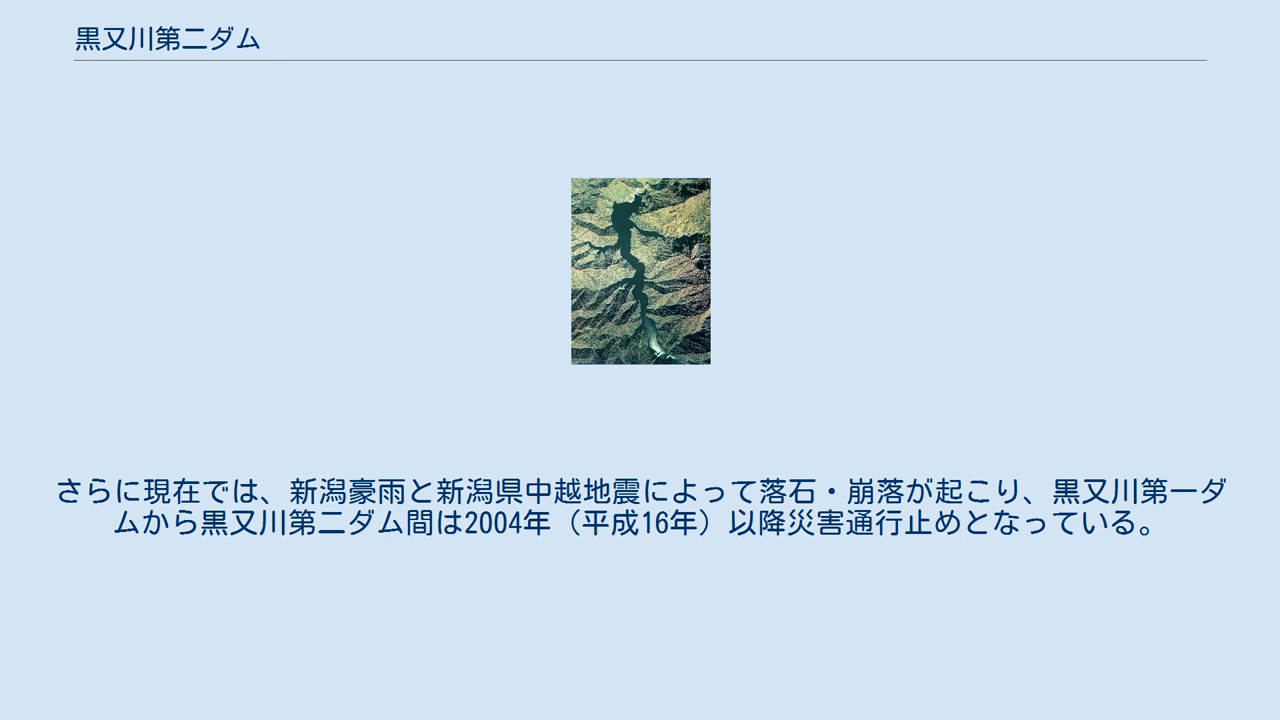 黒又川第二ダム
さらに現在では、新潟豪雨と新潟県中越地震によって落石・崩落が起こり、黒又川第一ダ
ムから黒又川第二ダム間は2004年（平成16年）以降災害通行止めとなっている。